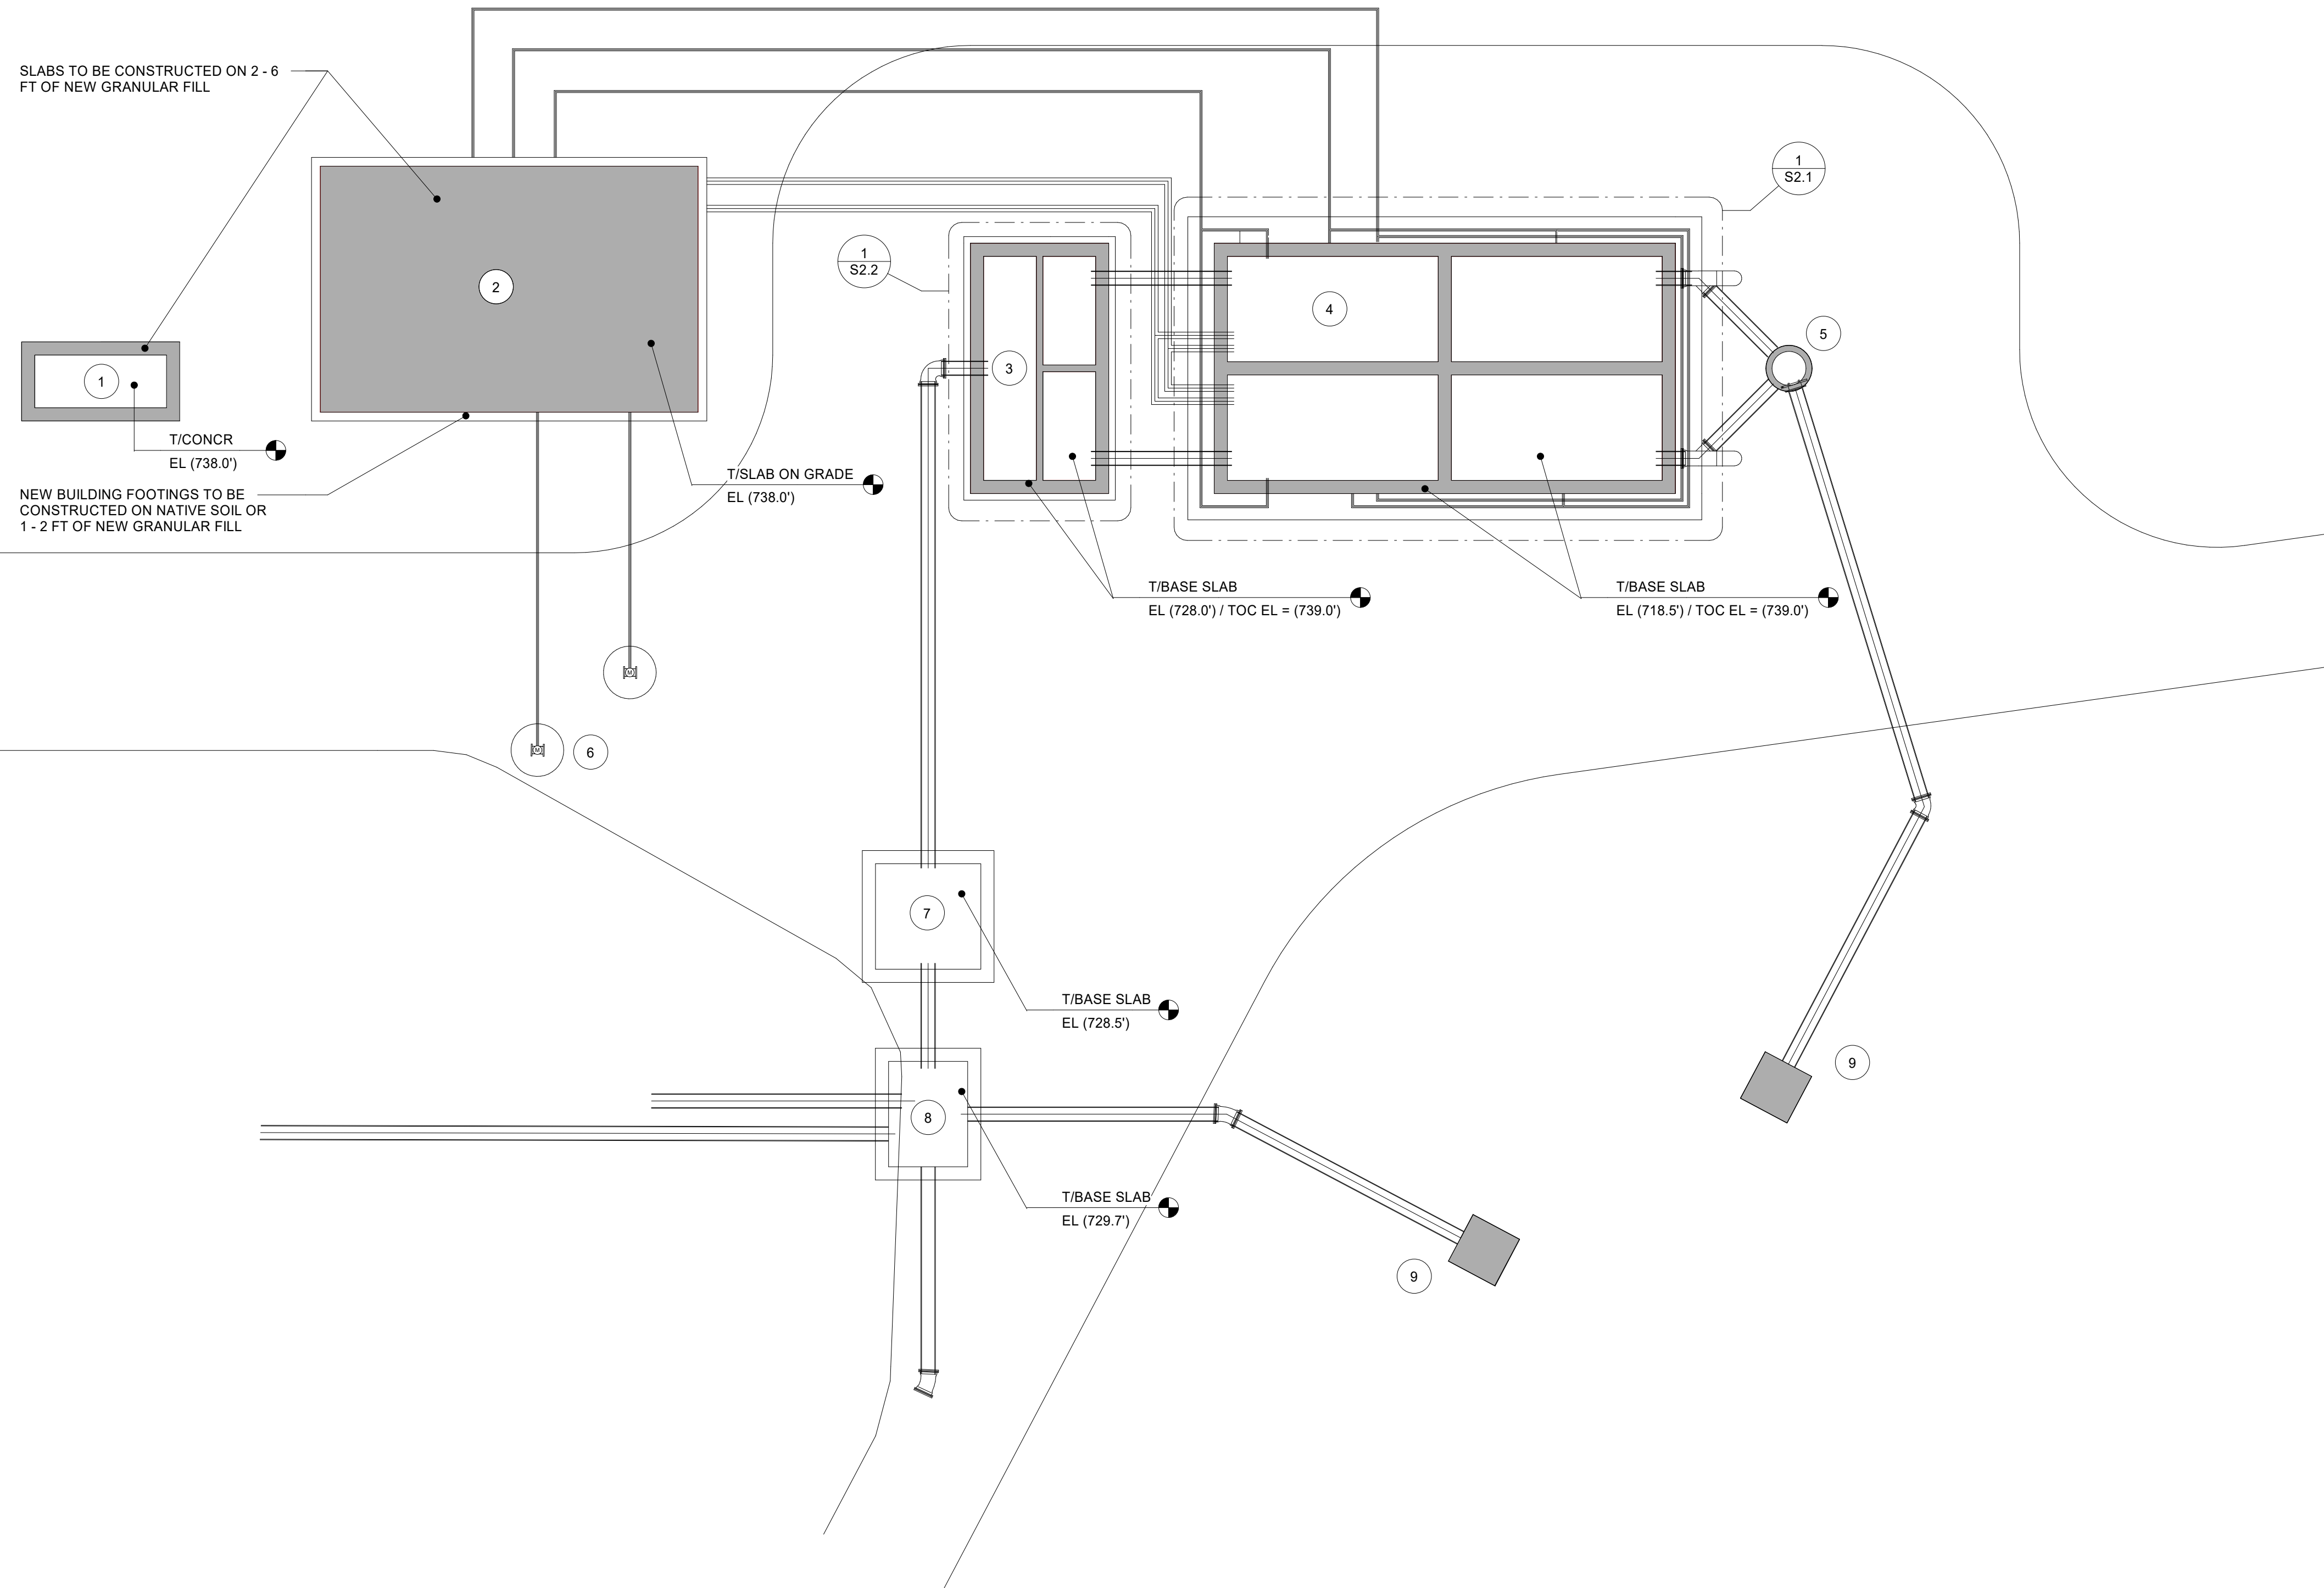 SLABS TO BE CONSTRUCTED ON 2 - 6
FT OF NEW GRANULAR FILL
1
S2.1
1
S2.2
2
4
5
3
1
T/CONCR
EL (738.0')
T/SLAB ON GRADE
EL (738.0')
NEW BUILDING FOOTINGS TO BE
CONSTRUCTED ON NATIVE SOIL OR
1 - 2 FT OF NEW GRANULAR FILL
T/BASE SLAB
EL (728.0') / TOC EL = (739.0')
T/BASE SLAB
EL (718.5') / TOC EL = (739.0')
M
M
6
7
T/BASE SLAB
EL (728.5')
9
8
T/BASE SLAB
EL (729.7')
9